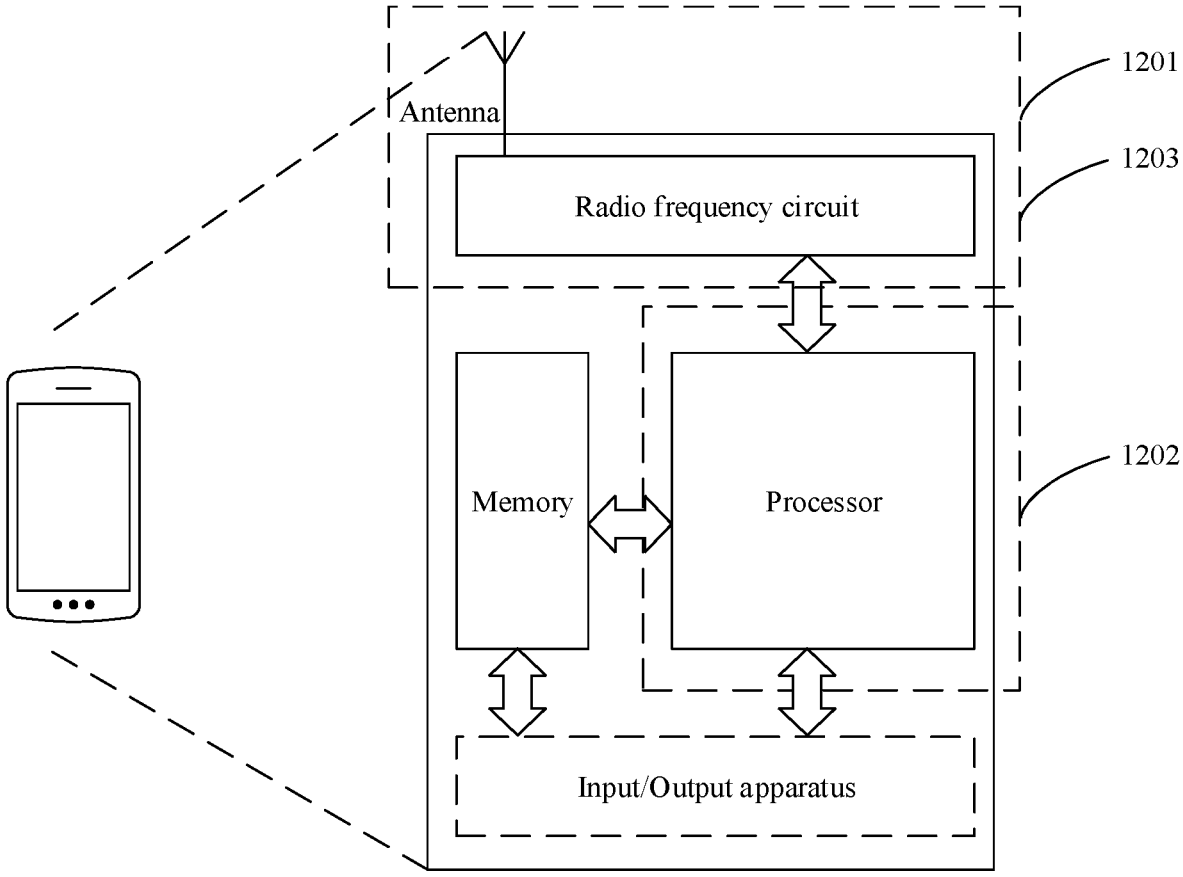 1201
Antenna
1203
Radio frequency circuit
1202
Memory
Processor
Input/Output apparatus